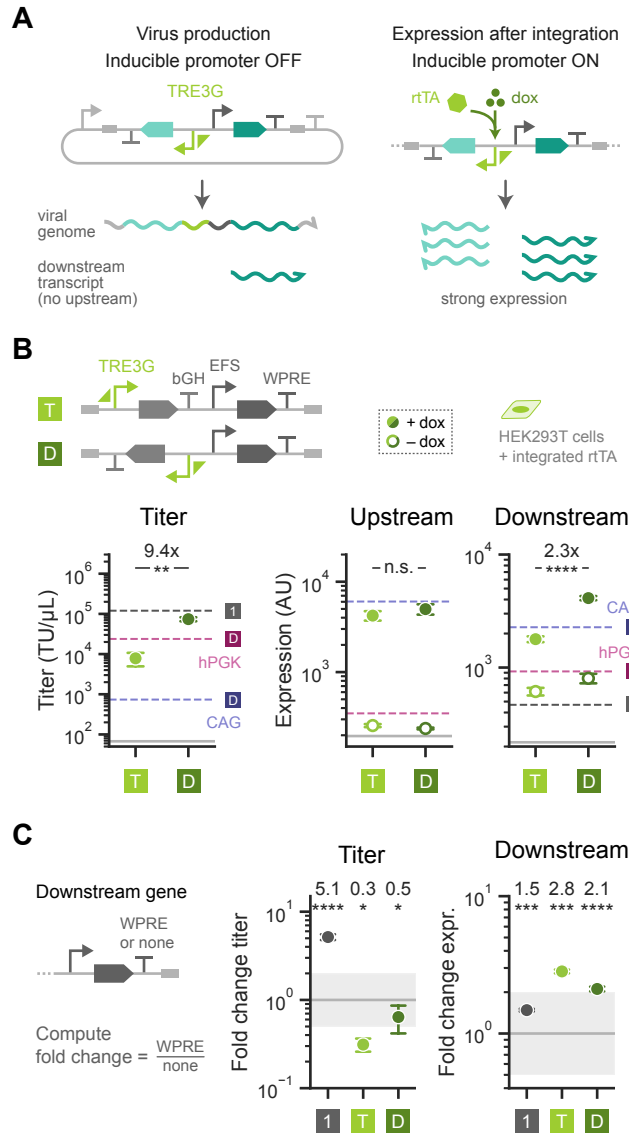 A
Virus production
Inducible promoter OFF
Expression after integration
Inducible promoter ON
TRE3G
rtTA
dox
viral
genome
downstream
transcript
(no upstream)
strong expression
B
TRE3G
bGH
EFS
WPRE
T
D
+ dox
– dox
HEK293T cells
+ integrated rtTA
Titer
9.4x
**
Titer (TU/μL)
10^6
10^5
10^4
10^3
10^2
1
D
hPGK
D
CAG
T
D
Upstream
n.s.
Expression (AU)
10^4
10^3
T
D
Downstream
2.3x
****
10^4
10^3
CA
hPG
T
D
C
Downstream gene
WPRE
or none
Compute
fold change = WPRE
none
Titer
5.1 0.3 0.5
**** * *
Fold change titer
10^1
10^0
10^−1
1 T D
Downstream
1.5 2.8 2.1
*** *** ****
Fold change expr.
10^1
10^0
1 T D